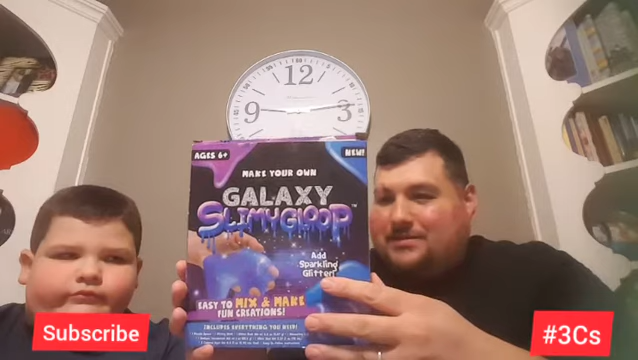 12
9
3
AGES 6+
NEW!
MAKE YOUR OWN
GALAXY
SLIMYGLOOP™
Add
Sparkling
Glitter!
EASY TO MIX & MAKE
FUN CREATIONS!
INCLUDES EVERYTHING YOU NEED!
Subscribe
#3Cs